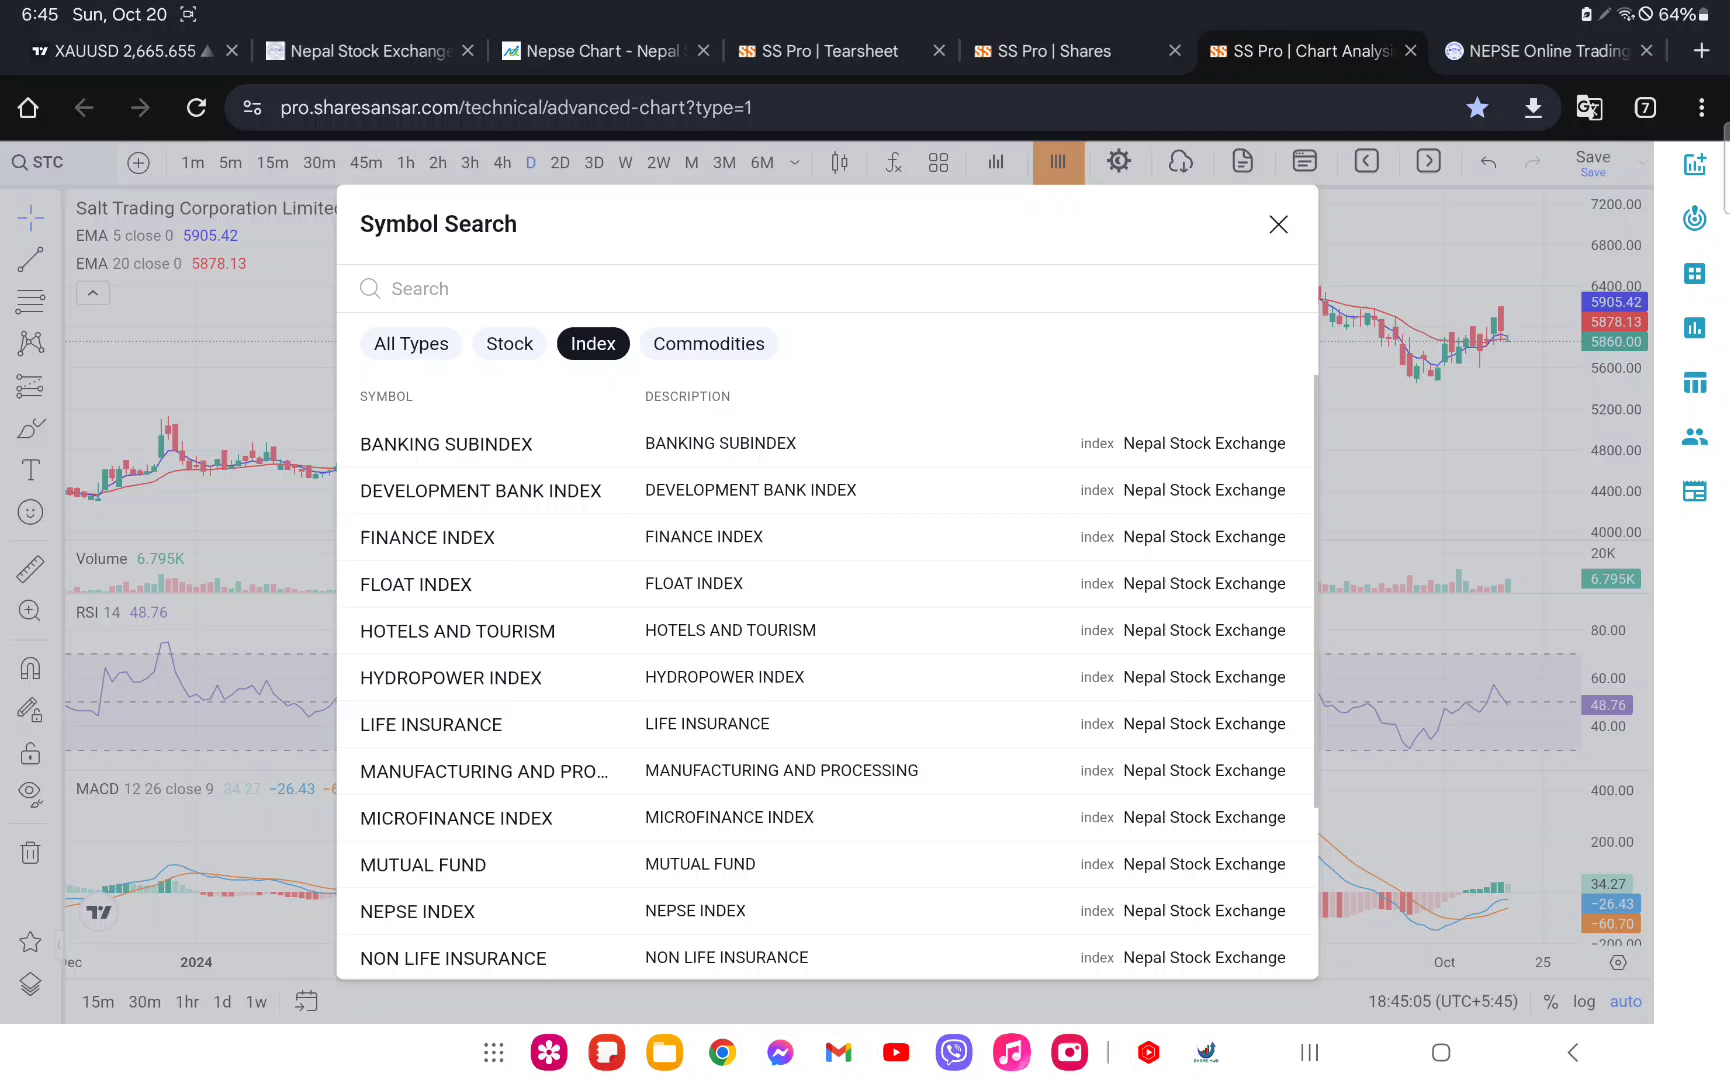 6:45 Sun, Oct 20 64%
XAUUSD 2,665.655
Nepal Stock Exchange
Nepse Chart - Nepal S
SS Pro | Tearsheet
SS Pro | Shares
SS Pro | Chart Analysi
NEPSE Online Trading
pro.sharesansar.com/technical/advanced-chart?type=1
7
STC
1m 5m 15m 30m 45m 1h 2h 3h 4h D 2D 3D W 2W M 3M 6M
Save
Save
Salt Trading Corporation Limite
EMA 5 close 0 5905.42
EMA 20 close 0 5878.13
Symbol Search
Search
All Types Stock Index Commodities
SYMBOL DESCRIPTION
BANKING SUBINDEX BANKING SUBINDEX index Nepal Stock Exchange
DEVELOPMENT BANK INDEX DEVELOPMENT BANK INDEX index Nepal Stock Exchange
FINANCE INDEX FINANCE INDEX index Nepal Stock Exchange
FLOAT INDEX FLOAT INDEX index Nepal Stock Exchange
HOTELS AND TOURISM HOTELS AND TOURISM index Nepal Stock Exchange
HYDROPOWER INDEX HYDROPOWER INDEX index Nepal Stock Exchange
LIFE INSURANCE LIFE INSURANCE index Nepal Stock Exchange
MANUFACTURING AND PRO... MANUFACTURING AND PROCESSING index Nepal Stock Exchange
MICROFINANCE INDEX MICROFINANCE INDEX index Nepal Stock Exchange
MUTUAL FUND MUTUAL FUND index Nepal Stock Exchange
NEPSE INDEX NEPSE INDEX index Nepal Stock Exchange
NON LIFE INSURANCE NON LIFE INSURANCE index Nepal Stock Exchange
7200.00
6800.00
6400.00
5905.42
5878.13
5860.00
5600.00
5200.00
4800.00
4400.00
4000.00
Volume 6.795K
20K
6.795K
RSI 14 48.76
80.00
60.00
48.76
40.00
MACD 12 26 close 9 34.27 −26.43 −6
400.00
200.00
34.27
−26.43
−60.70
−200.00
Dec 2024 Oct 25
15m 30m 1hr 1d 1w
18:45:05 (UTC+5:45) % log auto